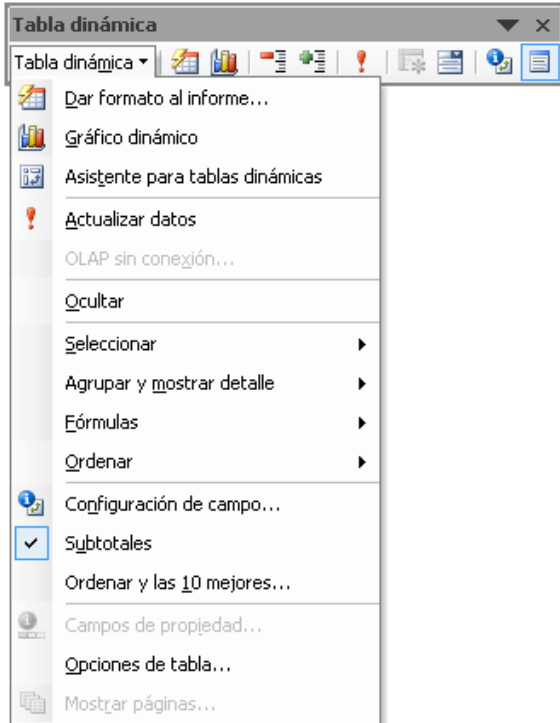 Tabla dinámica
Tabla dinámica
Dar formato al informe...
Gráfico dinámico
Asistente para tablas dinámicas
Actualizar datos
OLAP sin conexión...
Ocultar
Seleccionar
Agrupar y mostrar detalle
Fórmulas
Ordenar
Configuración de campo...
Subtotales
Ordenar y las 10 mejores...
Campos de propiedad...
Opciones de tabla...
Mostrar páginas...